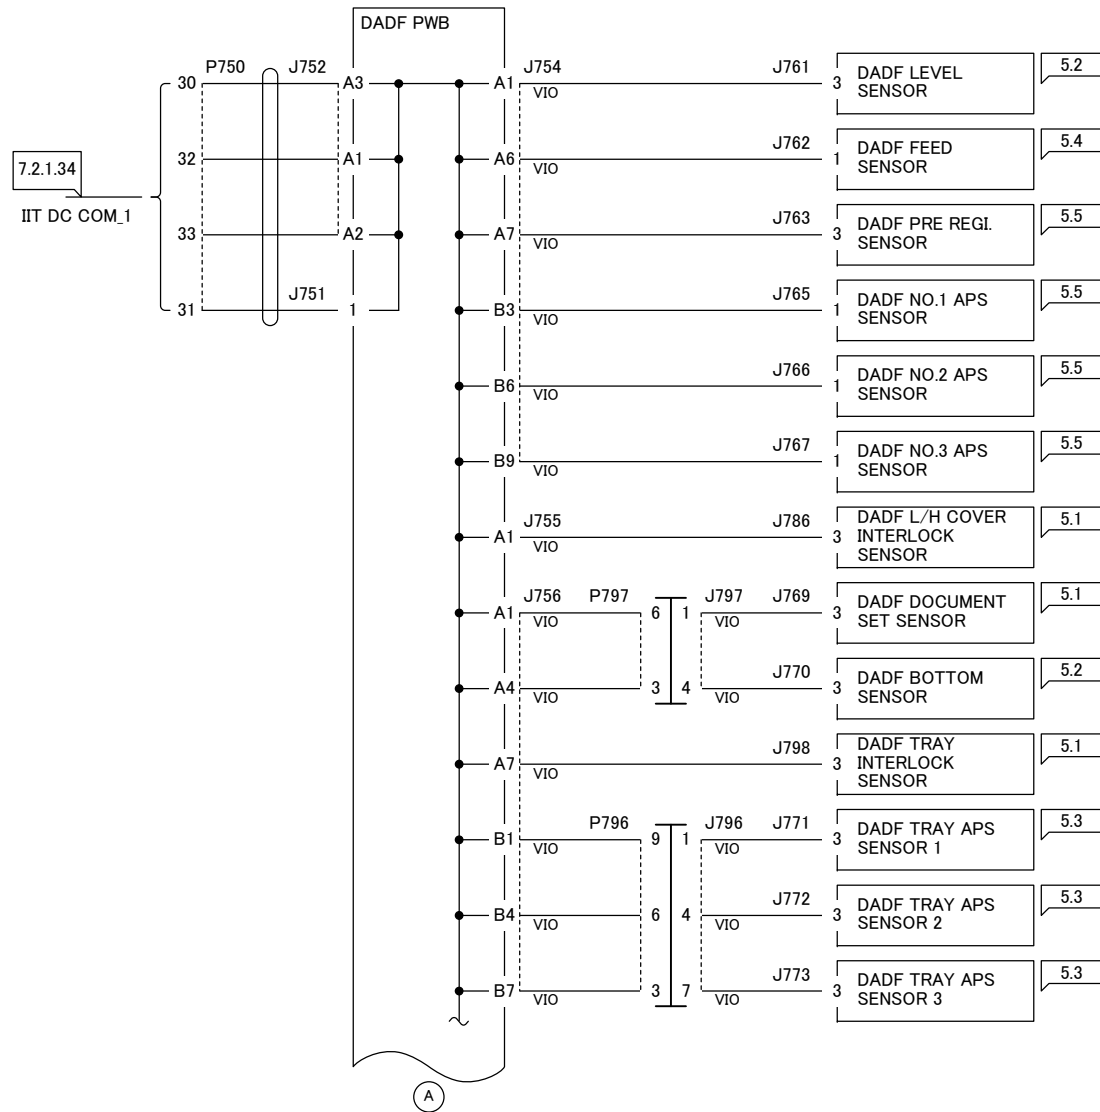 DADF PWB
P750 J752 J754 J761 DADF LEVEL SENSOR 5.2
30 A3 A1 VIO 3
J762 DADF FEED SENSOR 5.4
32 A1 A6 VIO 1
7.2.1.34
IIT DC COM_1
J763 DADF PRE REGI. SENSOR 5.5
33 A2 A7 VIO 3
J751 J765 DADF NO.1 APS SENSOR 5.5
31 1 B3 VIO 1
J766 DADF NO.2 APS SENSOR 5.5
B6 VIO 1
J767 DADF NO.3 APS SENSOR 5.5
B9 VIO 1
J755 J786 DADF L/H COVER INTERLOCK SENSOR 5.1
A1 VIO 3
J756 P797 J797 J769 DADF DOCUMENT SET SENSOR 5.1
A1 VIO 6 1 VIO 3
J770 DADF BOTTOM SENSOR 5.2
A4 VIO 3 4 VIO 3
J798 DADF TRAY INTERLOCK SENSOR 5.1
A7 VIO 3
P796 J796 J771 DADF TRAY APS SENSOR 1 5.3
B1 VIO 9 1 VIO 3
J772 DADF TRAY APS SENSOR 2 5.3
B4 VIO 6 4 VIO 3
J773 DADF TRAY APS SENSOR 3 5.3
B7 VIO 3 7 VIO 3
A